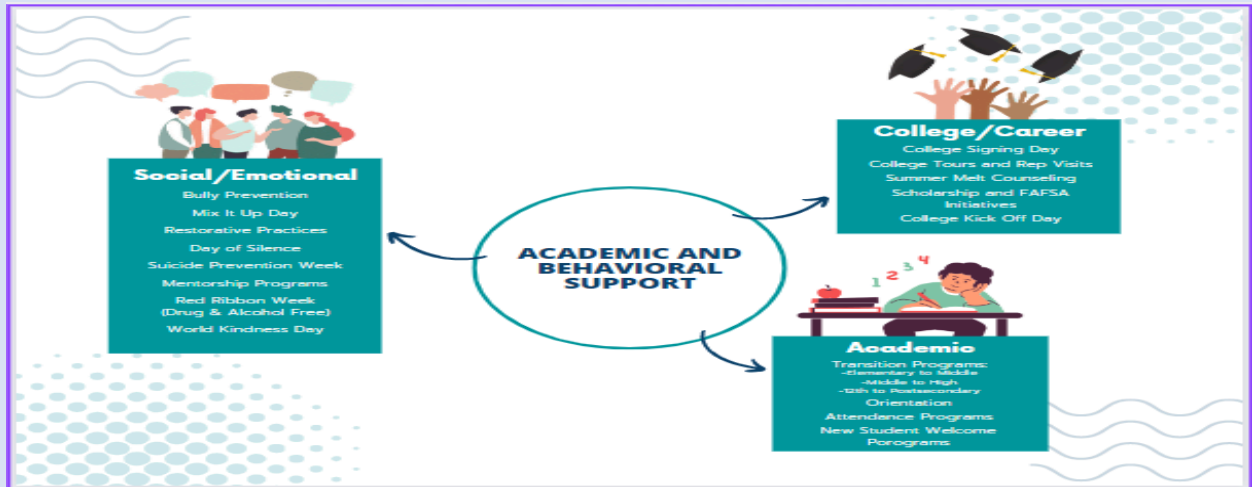 Social/Emotional
Bully Prevention
Mix It Up Day
Restorative Practices
Day of Silence
Suicide Prevention Week
Mentorship Programs
Red Ribbon Week
(Drug & Alcohol Free)
World Kindness Day
ACADEMIC AND
BEHAVIORAL
SUPPORT
College/Career
College Signing Day
College Tours and Rep Visits
Summer Melt Counseling
Scholarship and FAFSA
Initiatives
College Kick Off Day
1 2 3 4
Academic
Transition Programs:
-Elementary to Middle
-Middle to High
-12th to Postsecondary
Orientation
Attendance Programs
New Student Welcome
Porograms